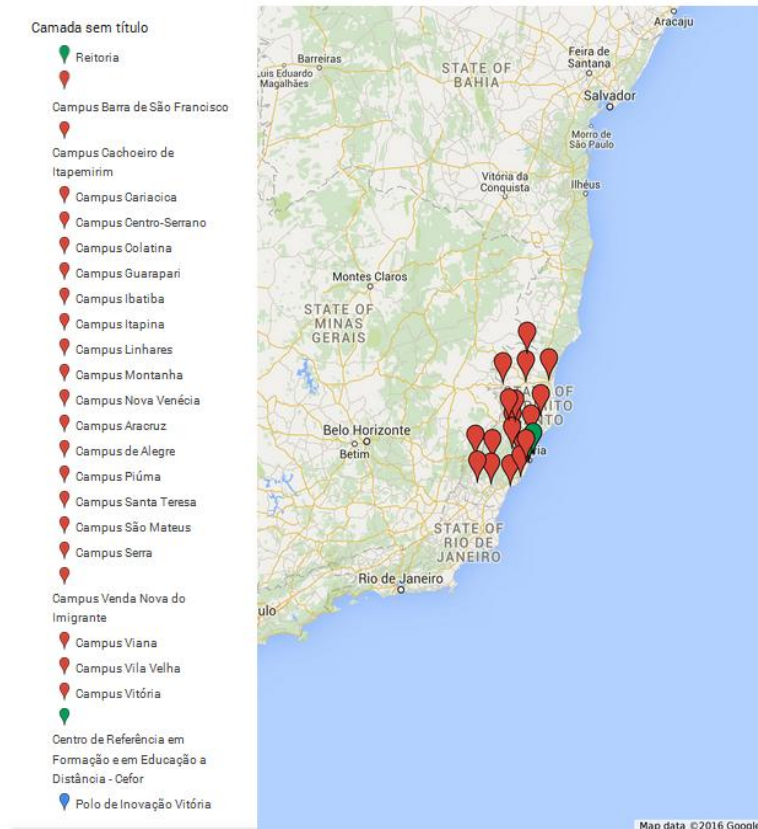 Camada sem título
Reitoria
Campus Barra de São Francisco
Campus Cachoeiro de
Itapemirim
Campus Cariacica
Campus Centro-Serrano
Campus Colatina
Campus Guarapari
Campus Ibatiba
Campus Itapina
Campus Linhares
Campus Montanha
Campus Nova Venécia
Campus Aracruz
Campus de Alegre
Campus Piúma
Campus Santa Teresa
Campus São Mateus
Campus Serra
Campus Venda Nova do
Imigrante
Campus Viana
Campus Vila Velha
Campus Vitória
Centro de Referência em
Formação e em Educação a
Distância - Cefor
Polo de Inovação Vitória
Aracaju
Barreiras
Luis Eduardo
Magalhães
STATE OF
BAHIA
Feira de
Santana
Salvador
Morro de
São Paulo
Vitória da
Conquista
Ilhéus
Montes Claros
STATE OF
MINAS
GERAIS
STATE OF
Belo Horizonte
Betim
STATE OF
RIO DE
JANEIRO
Rio de Janeiro
Map data ©2016 Google